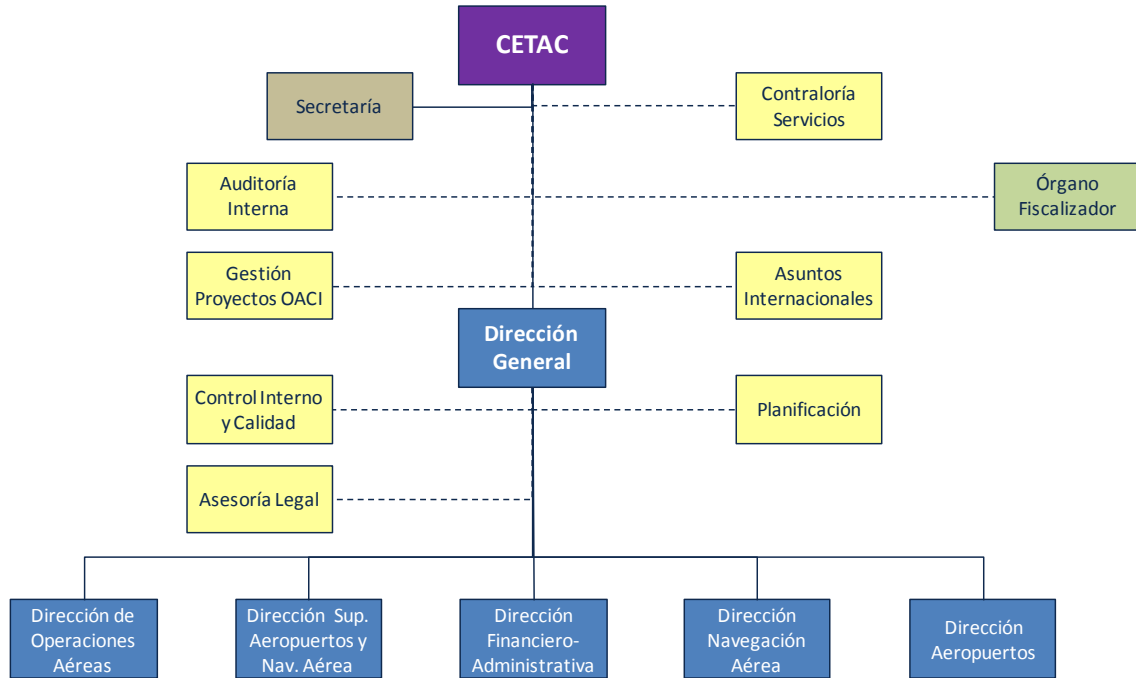 CETAC
Secretaría
Contraloría
Servicios
Auditoría
Interna
Órgano
Fiscalizador
Gestión
Proyectos OACI
Asuntos
Internacionales
Dirección
General
Control Interno
y Calidad
Planificación
Asesoría Legal
Dirección de
Operaciones
Aéreas
Dirección Sup.
Aeropuertos y
Nav. Aérea
Dirección
Financiero-
Administrativa
Dirección
Navegación
Aérea
Dirección
Aeropuertos